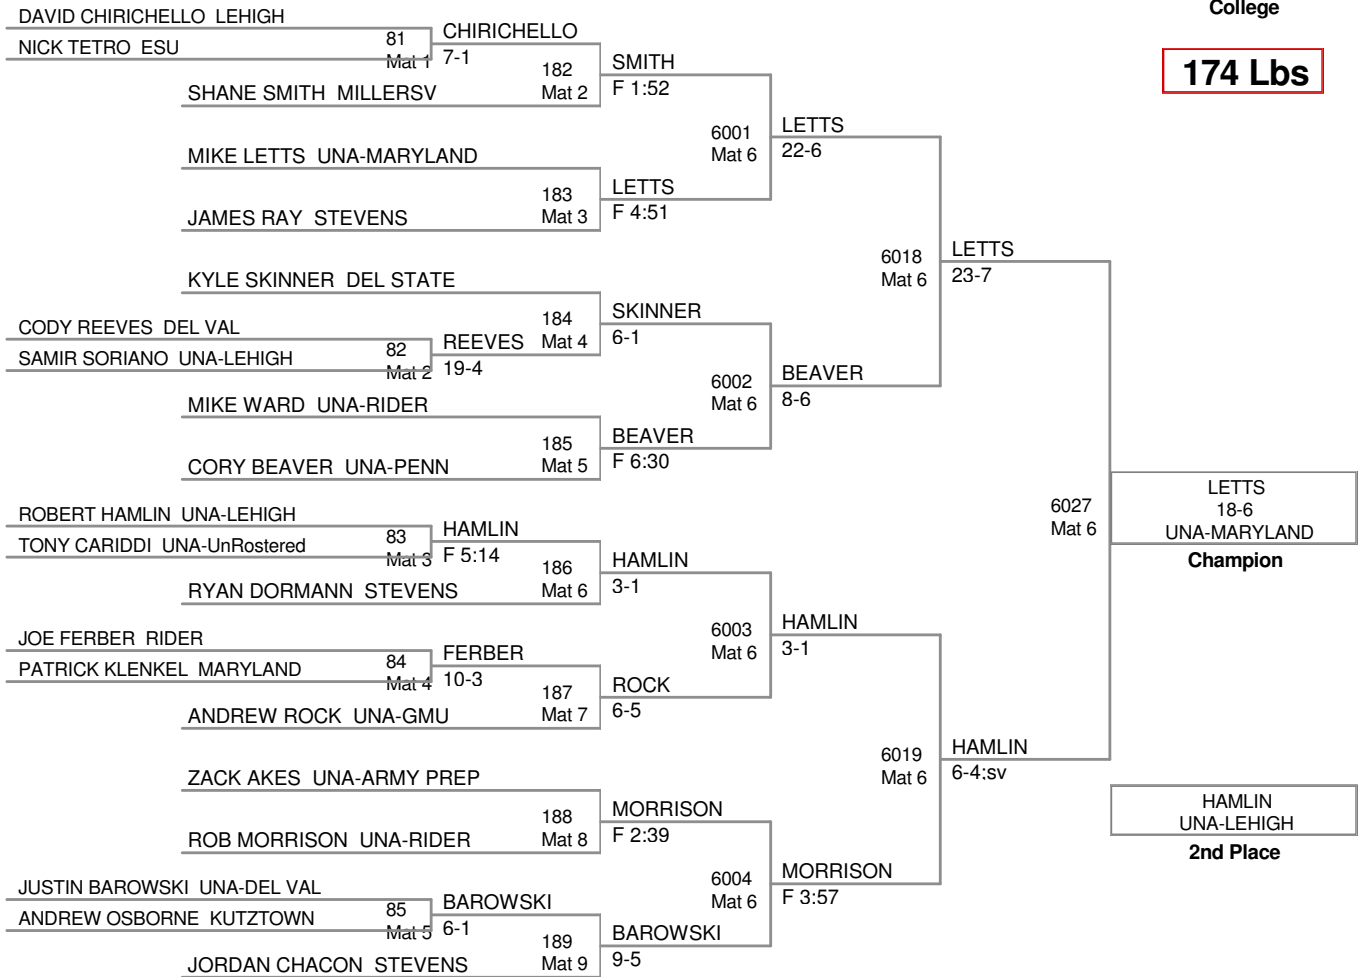 College
174 Lbs
DAVID CHIRICHELLO LEHIGH
NICK TETRO ESU
81
Mat 1
CHIRICHELLO
7-1
SHANE SMITH MILLERSV
182
Mat 2
SMITH
F 1:52
MIKE LETTS UNA-MARYLAND
JAMES RAY STEVENS
183
Mat 3
LETTS
F 4:51
6001
Mat 6
LETTS
22-6
KYLE SKINNER DEL STATE
CODY REEVES DEL VAL
SAMIR SORIANO UNA-LEHIGH
82
Mat 2
REEVES
19-4
184
Mat 4
SKINNER
6-1
MIKE WARD UNA-RIDER
CORY BEAVER UNA-PENN
185
Mat 5
BEAVER
F 6:30
6002
Mat 6
BEAVER
8-6
6018
Mat 6
LETTS
23-7
ROBERT HAMLIN UNA-LEHIGH
TONY CARIDDI UNA-UnRostered
83
Mat 3
HAMLIN
F 5:14
RYAN DORMANN STEVENS
186
Mat 6
HAMLIN
3-1
JOE FERBER RIDER
PATRICK KLENKEL MARYLAND
84
Mat 4
FERBER
10-3
ANDREW ROCK UNA-GMU
187
Mat 7
ROCK
6-5
6003
Mat 6
HAMLIN
3-1
ZACK AKES UNA-ARMY PREP
ROB MORRISON UNA-RIDER
188
Mat 8
MORRISON
F 2:39
JUSTIN BAROWSKI UNA-DEL VAL
ANDREW OSBORNE KUTZTOWN
85
Mat 5
BAROWSKI
6-1
JORDAN CHACON STEVENS
189
Mat 9
BAROWSKI
9-5
6004
Mat 6
MORRISON
F 3:57
6019
Mat 6
HAMLIN
6-4;sv
6027
Mat 6
LETTS
18-6
UNA-MARYLAND
Champion
HAMLIN
UNA-LEHIGH
2nd Place